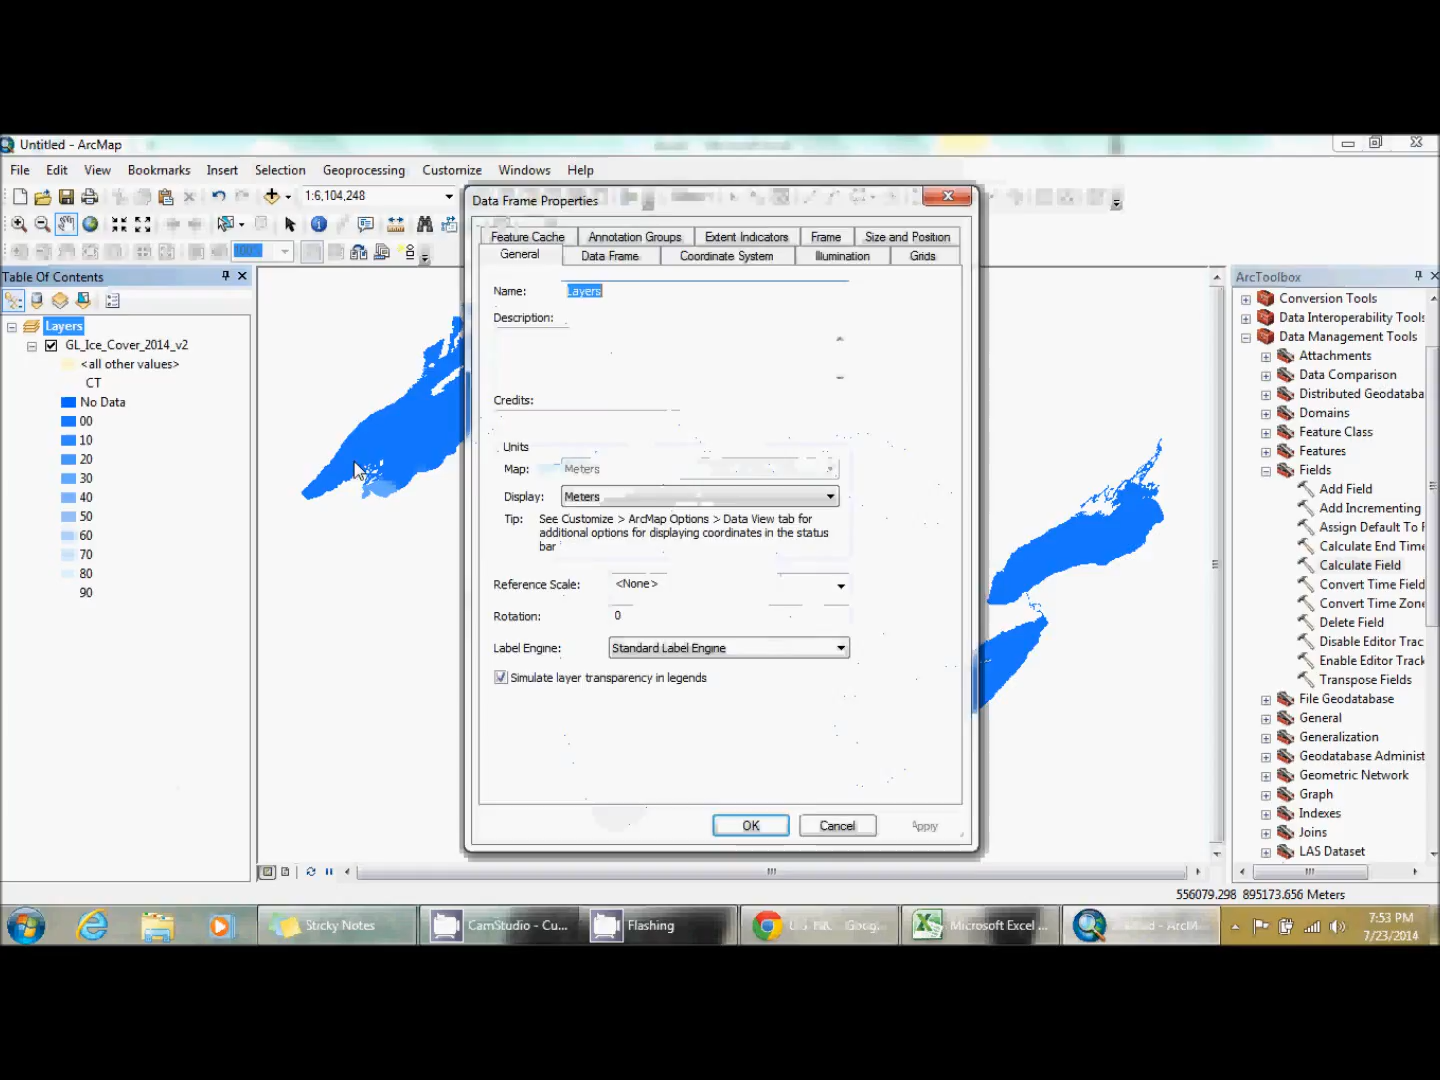 Untitled - ArcMap
File Edit View Bookmarks Insert Selection Geoprocessing Customize Windows Help
1:6,104,248
100%
Table Of Contents
Layers
GL_Ice_Cover_2014_v2
<all other values>
CT
No Data
00
10
20
30
40
50
60
70
80
90
Data Frame Properties
Feature Cache Annotation Groups Extent Indicators Frame Size and Position
General Data Frame Coordinate System Illumination Grids
Name: Layers
Description:
Credits:
Units
Map: Meters
Display: Meters
Tip: See Customize > ArcMap Options > Data View tab for
additional options for displaying coordinates in the status
bar
Reference Scale: <None>
Rotation: 0
Label Engine: Standard Label Engine
Simulate layer transparency in legends
OK Cancel Apply
ArcToolbox
Conversion Tools
Data Interoperability Tools
Data Management Tools
Attachments
Data Comparison
Distributed Geodataba
Domains
Feature Class
Features
Fields
Add Field
Add Incrementing
Assign Default To F
Calculate End Time
Calculate Field
Convert Time Field
Convert Time Zone
Delete Field
Disable Editor Trac
Enable Editor Track
Transpose Fields
File Geodatabase
General
Generalization
Geodatabase Administ
Geometric Network
Graph
Indexes
Joins
LAS Dataset
556079.298 895173.656 Meters
Sticky Notes
CamStudio - Cu...
Flashing
Microsoft Excel ...
7:53 PM
7/23/2014